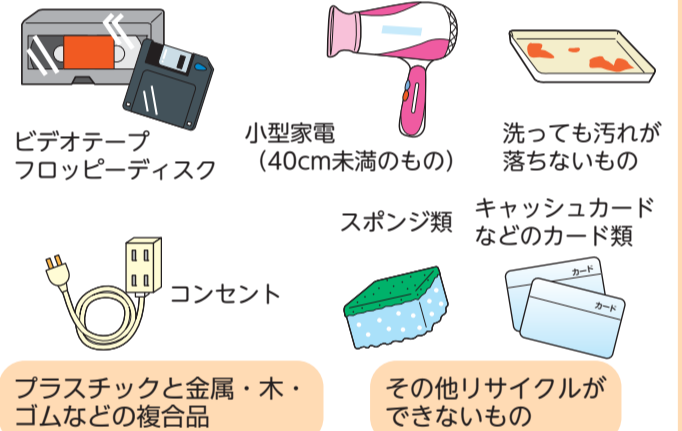 ビデオテープ
フロッピーディスク
小型家電
（40cm未満のもの）
洗っても汚れが
落ちないもの
コンセント
スポンジ類
キャッシュカード
などのカード類
カード
カード
プラスチックと金属・木・
ゴムなどの複合品
その他リサイクルが
できないもの